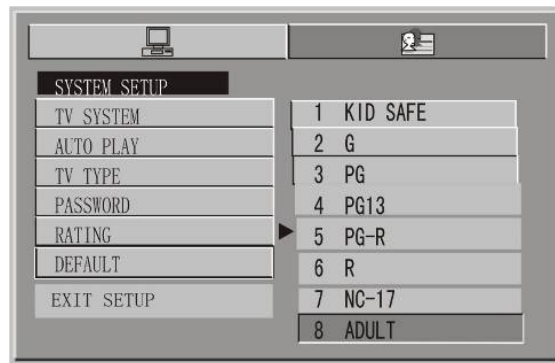 SYSTEM SETUP
TV SYSTEM
AUTO PLAY
TV TYPE
PASSWORD
RATING
DEFAULT
EXIT SETUP
1 KID SAFE
2 G
3 PG
4 PG13
5 PG-R
6 R
7 NC-17
8 ADULT